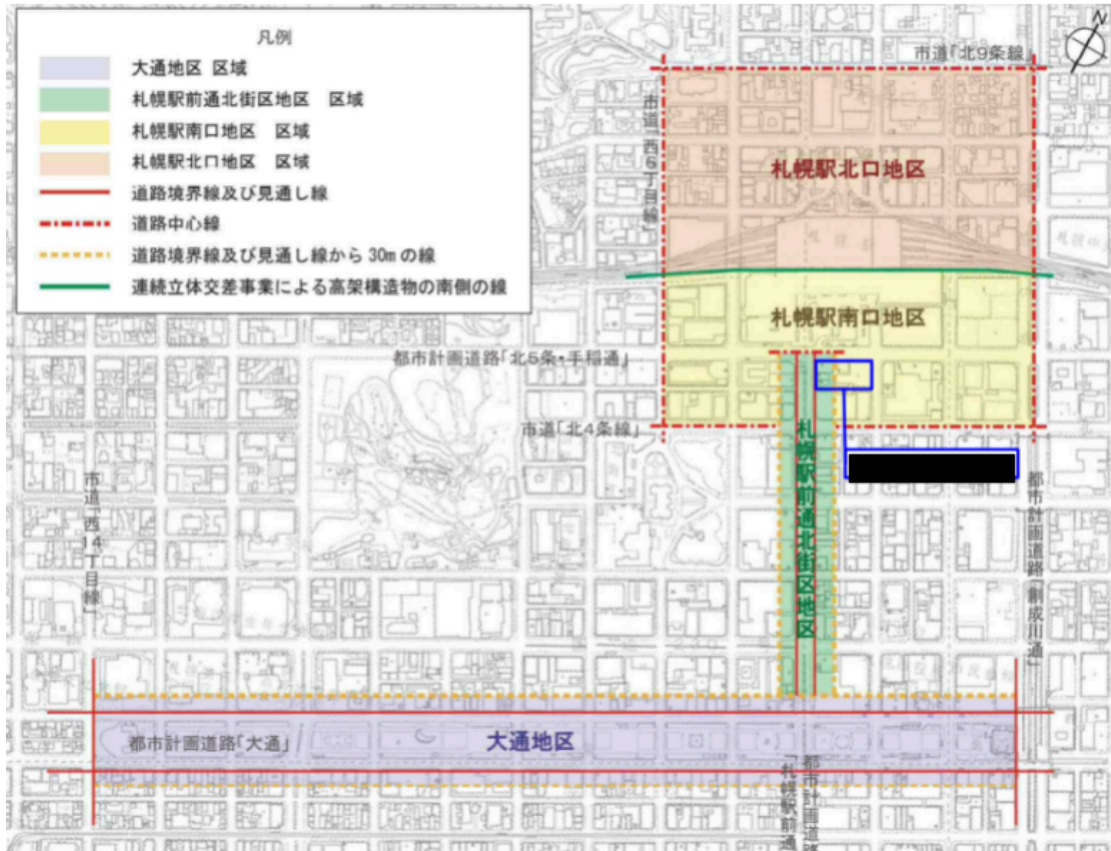 凡例
大通地区 区域
札幌駅前通北街区地区 区域
札幌駅南口地区 区域
札幌駅北口地区 区域
道路境界線及び見通し線
道路中心線
道路境界線及び見通し線から30mの線
連続立体交差事業による高架構造物の南側の線
N
市道「北9条線」
市道「西6丁目線」
札幌駅北口地区
札幌駅南口地区
都市計画道路「北5条・手稲通」
市道「北4条線」
札幌駅前通北街区地区
市道「西14丁目線」
都市計画道路「創成川通」
都市計画道路「大通」
大通地区
都市計画道路
「札幌駅前通